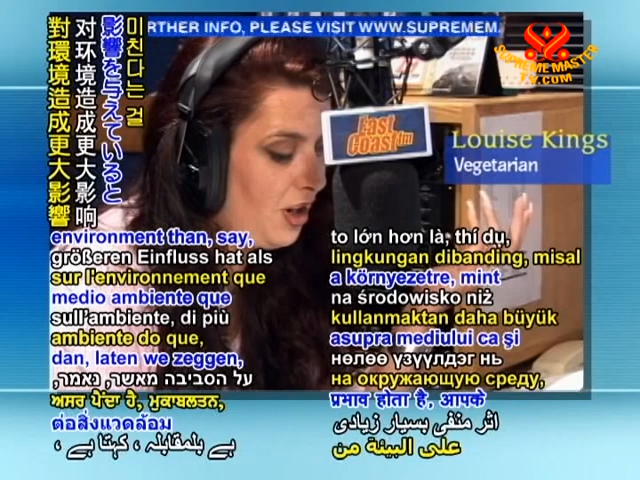 RTHER INFO, PLEASE VISIT WWW.SUPREMEM
SUPREME MASTER
TV.COM
對環境造成更大影響
对环境造成更大影响
影響を与えていると
미친다는 걸
East
Coast fm
Louise Kings
Vegetarian
environment than, say,
größeren Einfluss hat als
sur l'environnement que
medio ambiente que
sull'ambiente, di più
ambiente do que,
dan, laten we zeggen,
על הסביבה מאשר, נאמר,
ਅਸਰ ਪੈਂਦਾ ਹੈ, ਮੁਕਾਬਲਤਨ,
ต่อสิ่งแวดล้อม
ہے بلمقابلہ ، کہتا ہے ،
to lớn hơn là, thí dụ,
lingkungan dibanding, misal
a környezetre, mint
na środowisko niż
kullanmaktan daha büyük
asupra mediului ca şi
нөлөө үзүүлдэг нь
на окружающую среду,
प्रभाव होता है, आपके
اثر منفی بسیار زیادی
على البيئة من